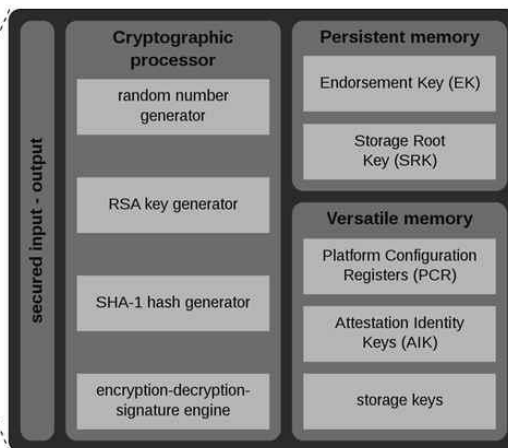 secured input - output
Cryptographic
processor
random number
generator
RSA key generator
SHA-1 hash generator
encryption-decryption-
signature engine
Persistent memory
Endorsement Key (EK)
Storage Root
Key (SRK)
Versatile memory
Platform Configuration
Registers (PCR)
Attestation Identity
Keys (AIK)
storage keys